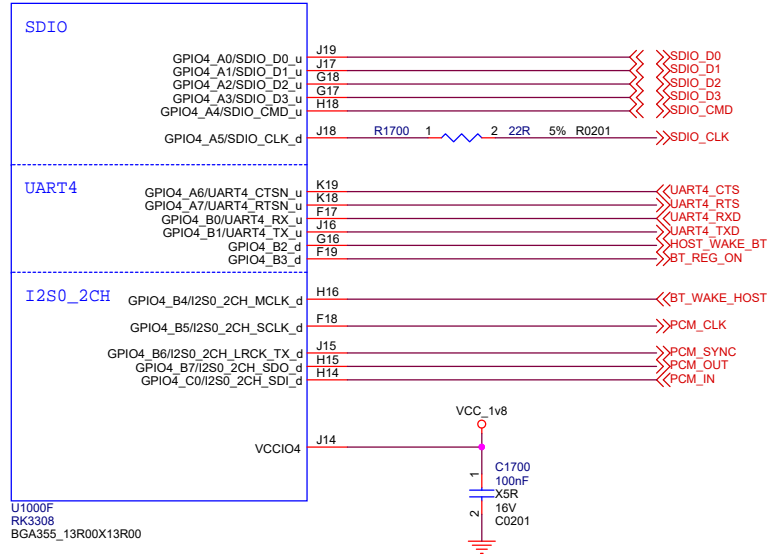 SDIO
GPIO4_A0/SDIO_D0_u J19 SDIO_D0
GPIO4_A1/SDIO_D1_u J17 SDIO_D1
GPIO4_A2/SDIO_D2_u G18 SDIO_D2
GPIO4_A3/SDIO_D3_u G17 SDIO_D3
GPIO4_A4/SDIO_CMD_u H18 SDIO_CMD
GPIO4_A5/SDIO_CLK_d J18 R1700 1 2 22R 5% R0201 SDIO_CLK
UART4
GPIO4_A6/UART4_CTSN_u K19 UART4_CTS
GPIO4_A7/UART4_RTSN_u K18 UART4_RTS
GPIO4_B0/UART4_RX_u F17 UART4_RXD
GPIO4_B1/UART4_TX_u J16 UART4_TXD
GPIO4_B2_d G16 HOST_WAKE_BT
GPIO4_B3_d F19 BT_REG_ON
I2S0_2CH
GPIO4_B4/I2S0_2CH_MCLK_d H16 BT_WAKE_HOST
GPIO4_B5/I2S0_2CH_SCLK_d F18 PCM_CLK
GPIO4_B6/I2S0_2CH_LRCK_TX_d J15 PCM_SYNC
GPIO4_B7/I2S0_2CH_SDO_d H15 PCM_OUT
GPIO4_C0/I2S0_2CH_SDI_d H14 PCM_IN
VCC_1v8
VCCIO4 J14
1 C1700
100nF
X5R
16V
2 C0201
U1000F
RK3308
BGA355_13R00X13R00